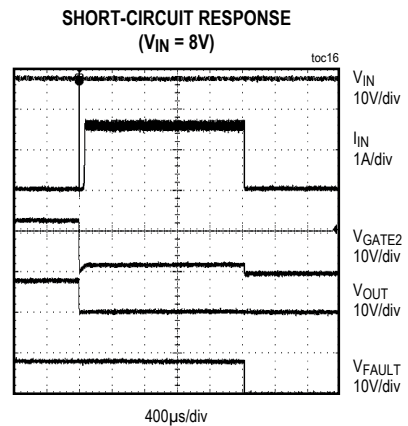 SHORT-CIRCUIT RESPONSE
(VIN = 8V)
toc16
VIN
10V/div
IIN
1A/div
VGATE2
10V/div
VOUT
10V/div
VFAULT
10V/div
400µs/div